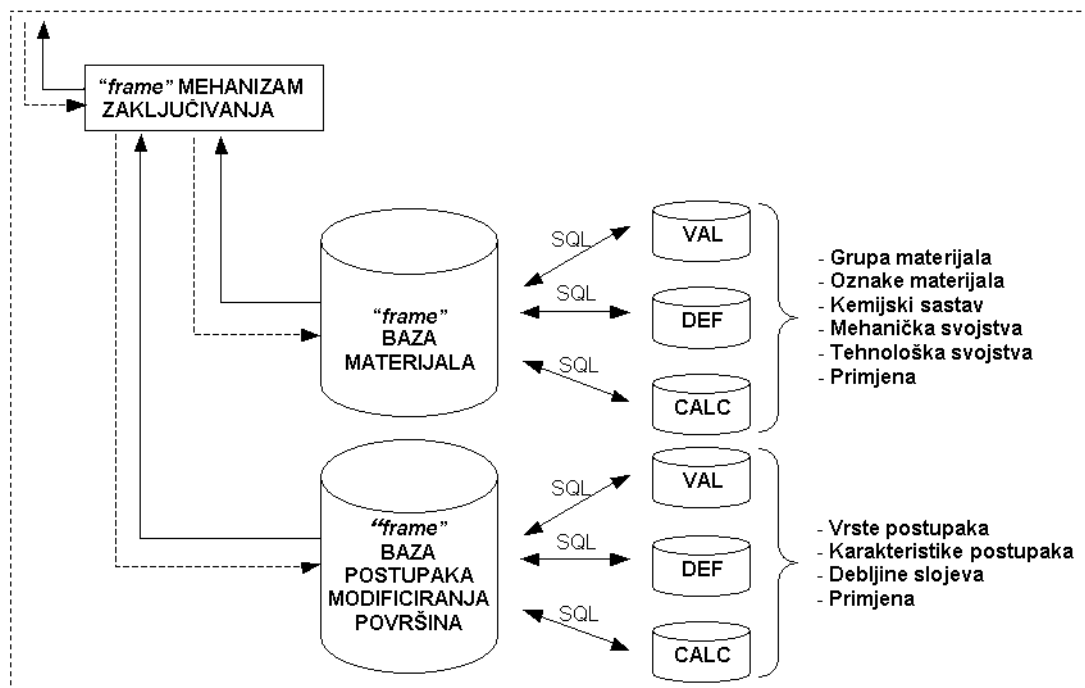 “frame” MEHANIZAM
ZAKLJUČIVANJA
“frame”
BAZA
MATERIJALA
SQL
SQL
SQL
VAL
DEF
CALC
- Grupa materijala
- Oznake materijala
- Kemijski sastav
- Mehanička svojstva
- Tehnološka svojstva
- Primjena
“frame”
BAZA
POSTUPAKA
MODIFICIRANJA
POVRŠINA
SQL
SQL
SQL
VAL
DEF
CALC
- Vrste postupaka
- Karakteristike postupaka
- Debljine slojeva
- Primjena